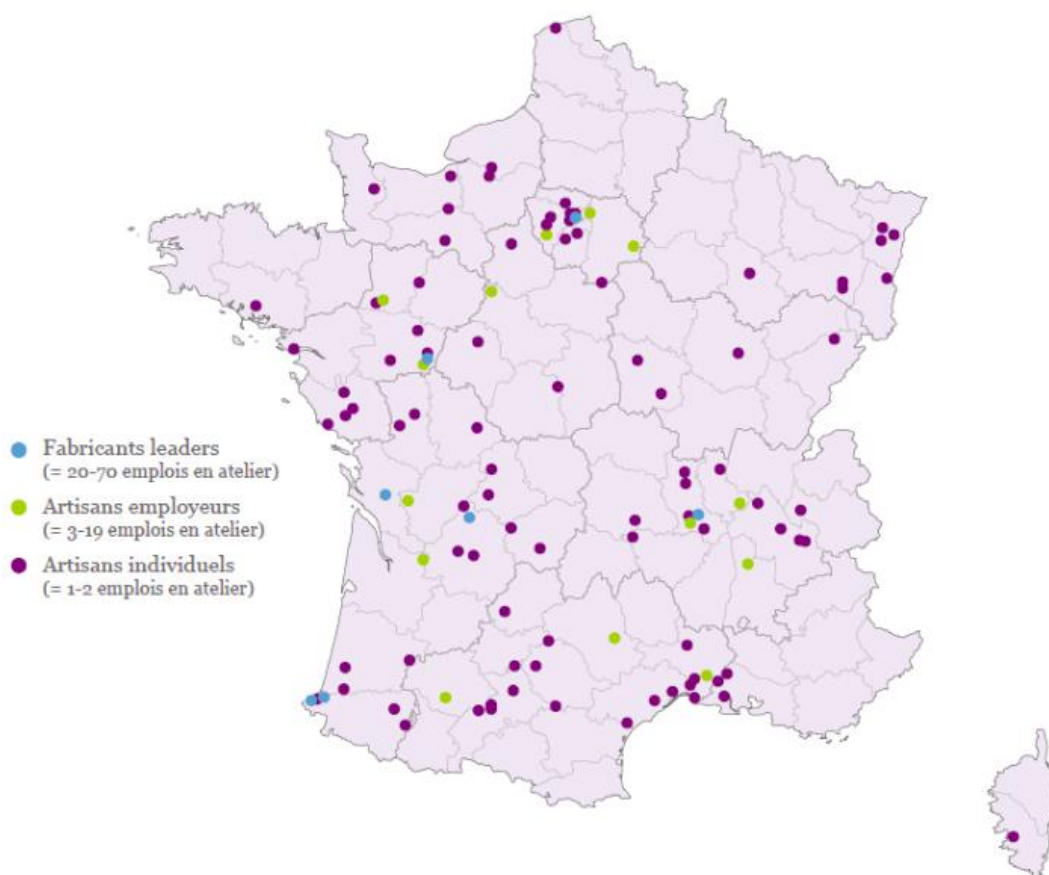 Fabricants leaders
(= 20-70 emplois en atelier)
Artisans employeurs
(= 3-19 emplois en atelier)
Artisans individuels
(= 1-2 emplois en atelier)